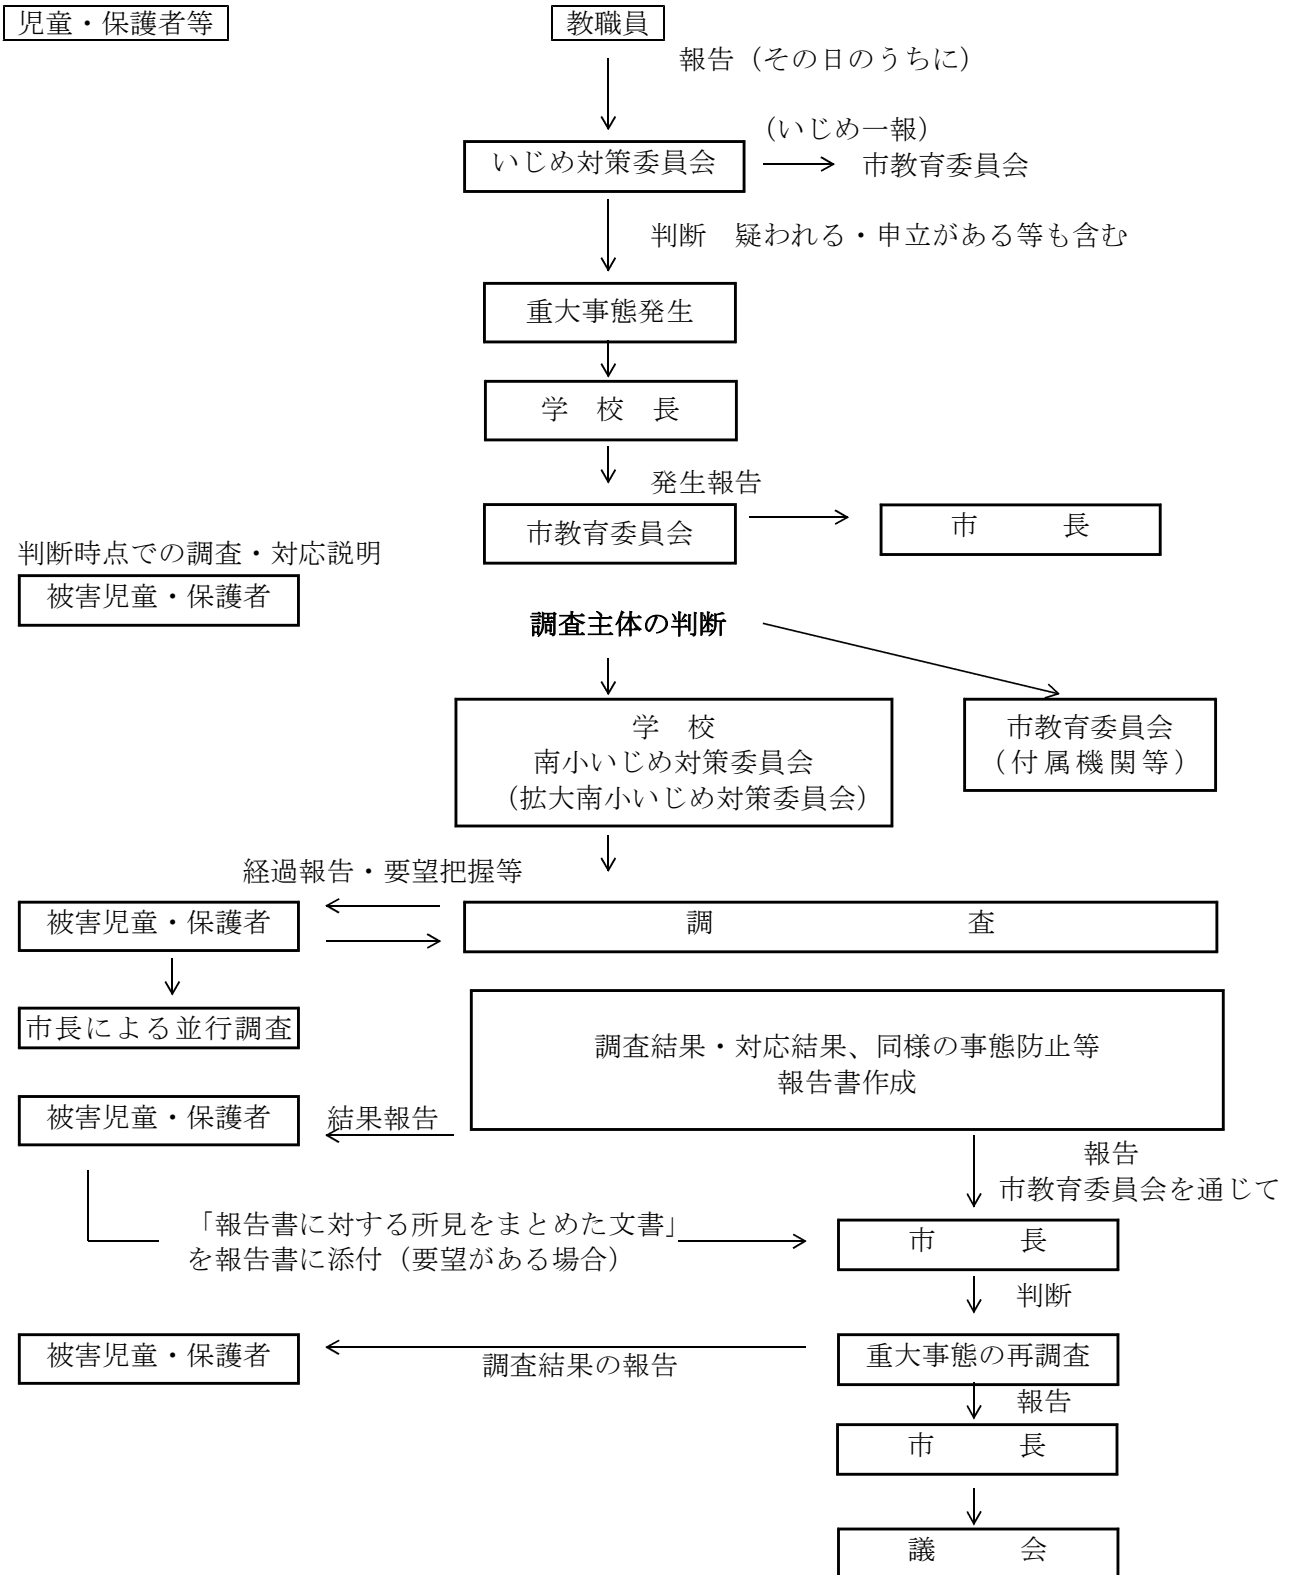 児童・保護者等
教職員
報告（その日のうちに）
（いじめ一報）
いじめ対策委員会
市教育委員会
判断　疑われる・申立がある等も含む
重大事態発生
学　校　長
発生報告
市教育委員会
市　　　長
判断時点での調査・対応説明
被害児童・保護者
調査主体の判断
学　校
南小いじめ対策委員会
（拡大南小いじめ対策委員会）
市教育委員会
（付属機関等）
経過報告・要望把握等
被害児童・保護者
調　　　　　　　　　査
市長による並行調査
調査結果・対応結果、同様の事態防止等
報告書作成
被害児童・保護者
結果報告
報告
市教育委員会を通じて
「報告書に対する所見をまとめた文書」
を報告書に添付（要望がある場合）
市　　　長
判断
被害児童・保護者
調査結果の報告
重大事態の再調査
報告
市　　　長
議　　　会